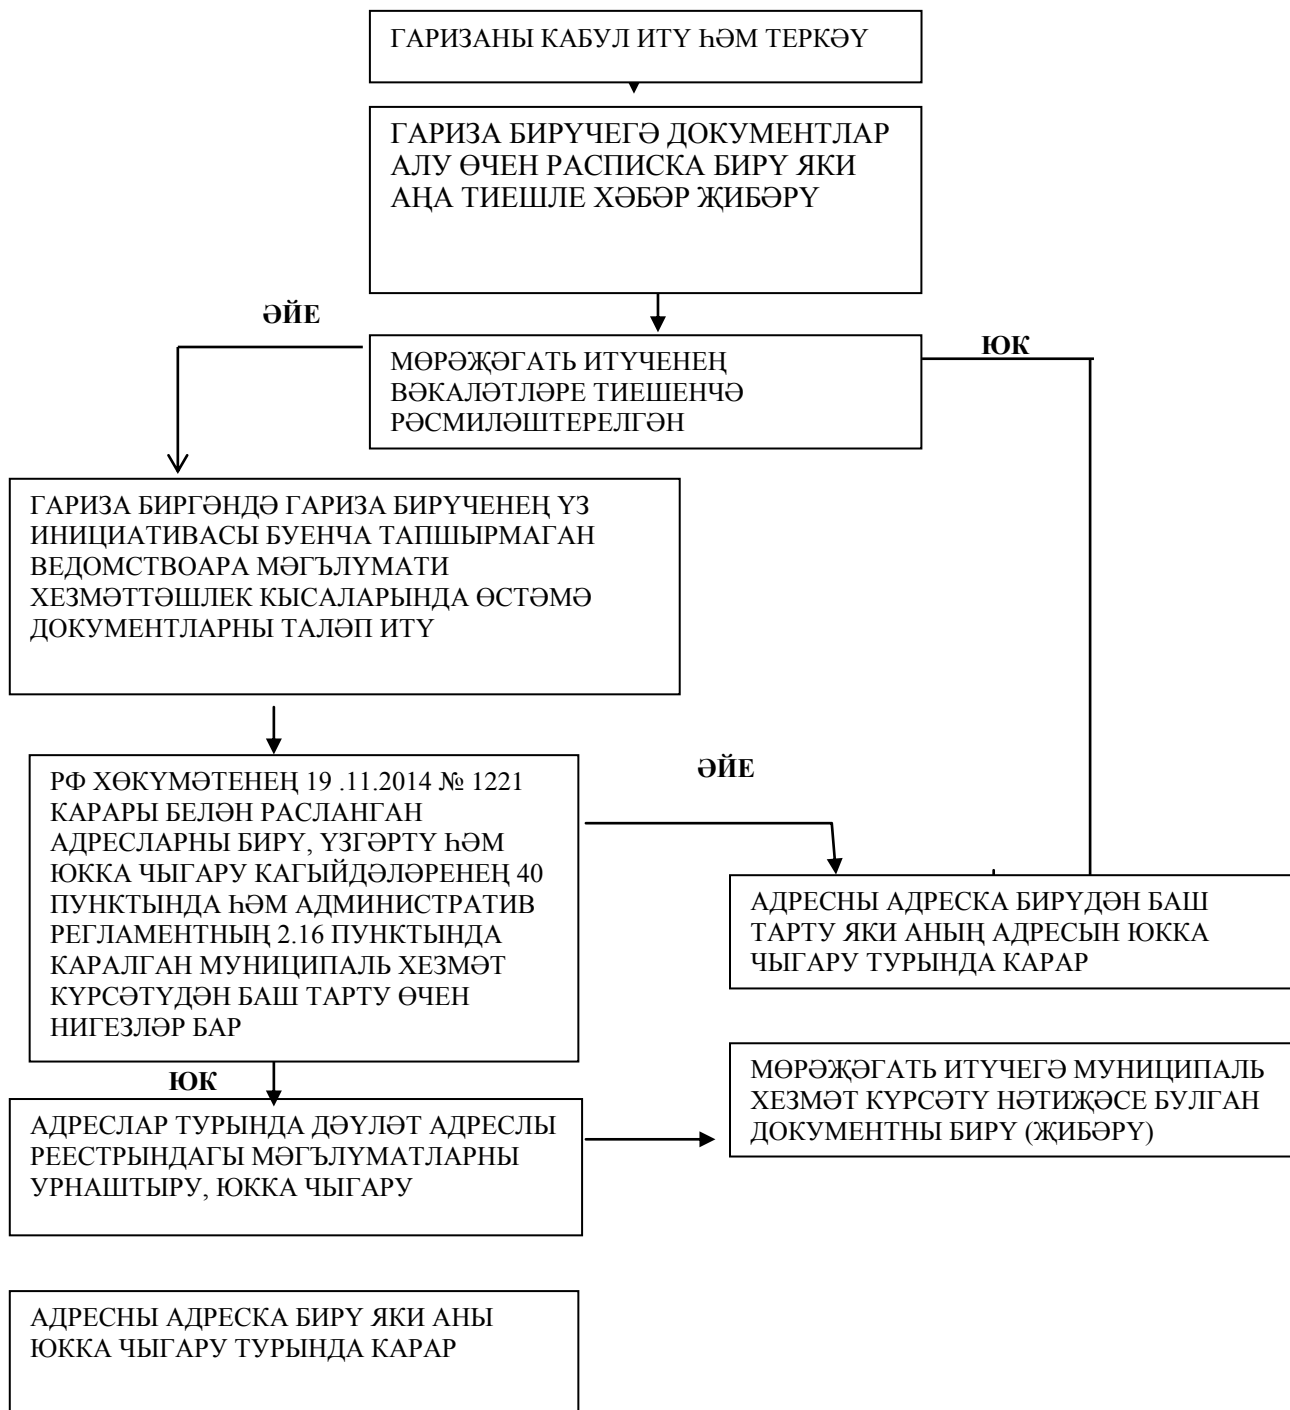 ГАРИЗАНЫ КАБУЛ ИТҮ ҺӘМ ТЕРКӘҮ
ГАРИЗА БИРҮЧЕГӘ ДОКУМЕНТЛАР
АЛУ ӨЧЕН РАСПИСКА БИРҮ ЯКИ
АҢА ТИЕШЛЕ ХӘБӘР ҖИБӘРҮ
ӘЙЕ
ЮК
МӨРӘҖӘГАТЬ ИТҮЧЕНЕҢ
ВӘКАЛӘТЛӘРЕ ТИЕШЕНЧӘ
РӘСМИЛӘШТЕРЕЛГӘН
ГАРИЗА БИРГӘНДӘ ГАРИЗА БИРҮЧЕНЕҢ ҮЗ
ИНИЦИАТИВАСЫ БУЕНЧА ТАПШЫРМАГАН
ВЕДОМСТВОАРА МӘГЪЛҮМАТИ
ХЕЗМӘТТӘШЛЕК КЫСАЛАРЫНДА ӨСТӘМӘ
ДОКУМЕНТЛАРНЫ ТАЛӘП ИТҮ
РФ ХӨКҮМӘТЕНЕҢ 19 .11.2014 № 1221
КАРАРЫ БЕЛӘН РАСЛАНГАН
АДРЕСЛАРНЫ БИРҮ, ҮЗГӘРТҮ ҺӘМ
ЮККА ЧЫГАРУ КАГЫЙДӘЛӘРЕНЕҢ 40
ПУНКТЫНДА ҺӘМ АДМИНИСТРАТИВ
РЕГЛАМЕНТНЫҢ 2.16 ПУНКТЫНДА
КАРАЛГАН МУНИЦИПАЛЬ ХЕЗМӘТ
КҮРСӘТҮДӘН БАШ ТАРТУ ӨЧЕН
НИГЕЗЛӘР БАР
ӘЙЕ
АДРЕСНЫ АДРЕСКА БИРҮДӘН БАШ
ТАРТУ ЯКИ АНЫҢ АДРЕСЫН ЮККА
ЧЫГАРУ ТУРЫНДА КАРАР
ЮК
АДРЕСЛАР ТУРЫНДА ДӘҮЛӘТ АДРЕСЛЫ
РЕЕСТРЫНДАГЫ МӘГЪЛҮМАТЛАРНЫ
УРНАШТЫРУ, ЮККА ЧЫГАРУ
МӨРӘҖӘГАТЬ ИТҮЧЕГӘ МУНИЦИПАЛЬ
ХЕЗМӘТ КҮРСӘТҮ НӘТИҖӘСЕ БУЛГАН
ДОКУМЕНТНЫ БИРҮ (ҖИБӘРҮ)
АДРЕСНЫ АДРЕСКА БИРҮ ЯКИ АНЫ
ЮККА ЧЫГАРУ ТУРЫНДА КАРАР